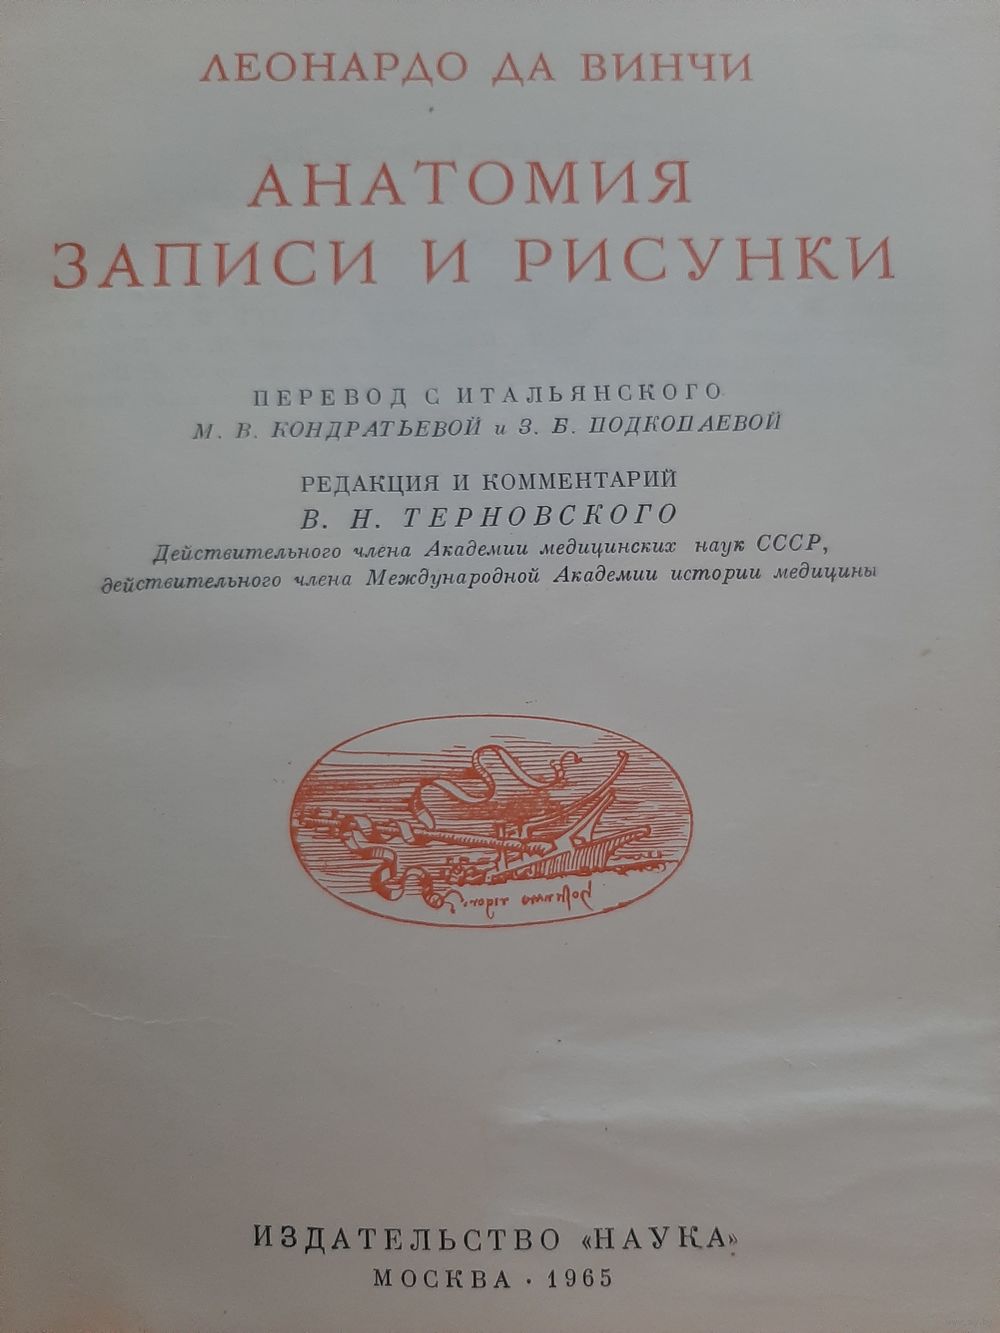 ЛЕОНАРДО ДА ВИНЧИ
АНАТОМИЯ
ЗАПИСИ И РИСУНКИ
ПЕРЕВОД С ИТАЛЬЯНСКОГО
М. В. КОНДРАТЬЕВОЙ и З. Б. ПОДКОПАЕВОЙ
РЕДАКЦИЯ И КОММЕНТАРИЙ
В. Н. ТЕРНОВСКОГО
Действительного члена Академии медицинских наук СССР,
действительного члена Международной Академии истории медицины
ИЗДАТЕЛЬСТВО «НАУКА»
МОСКВА · 1965